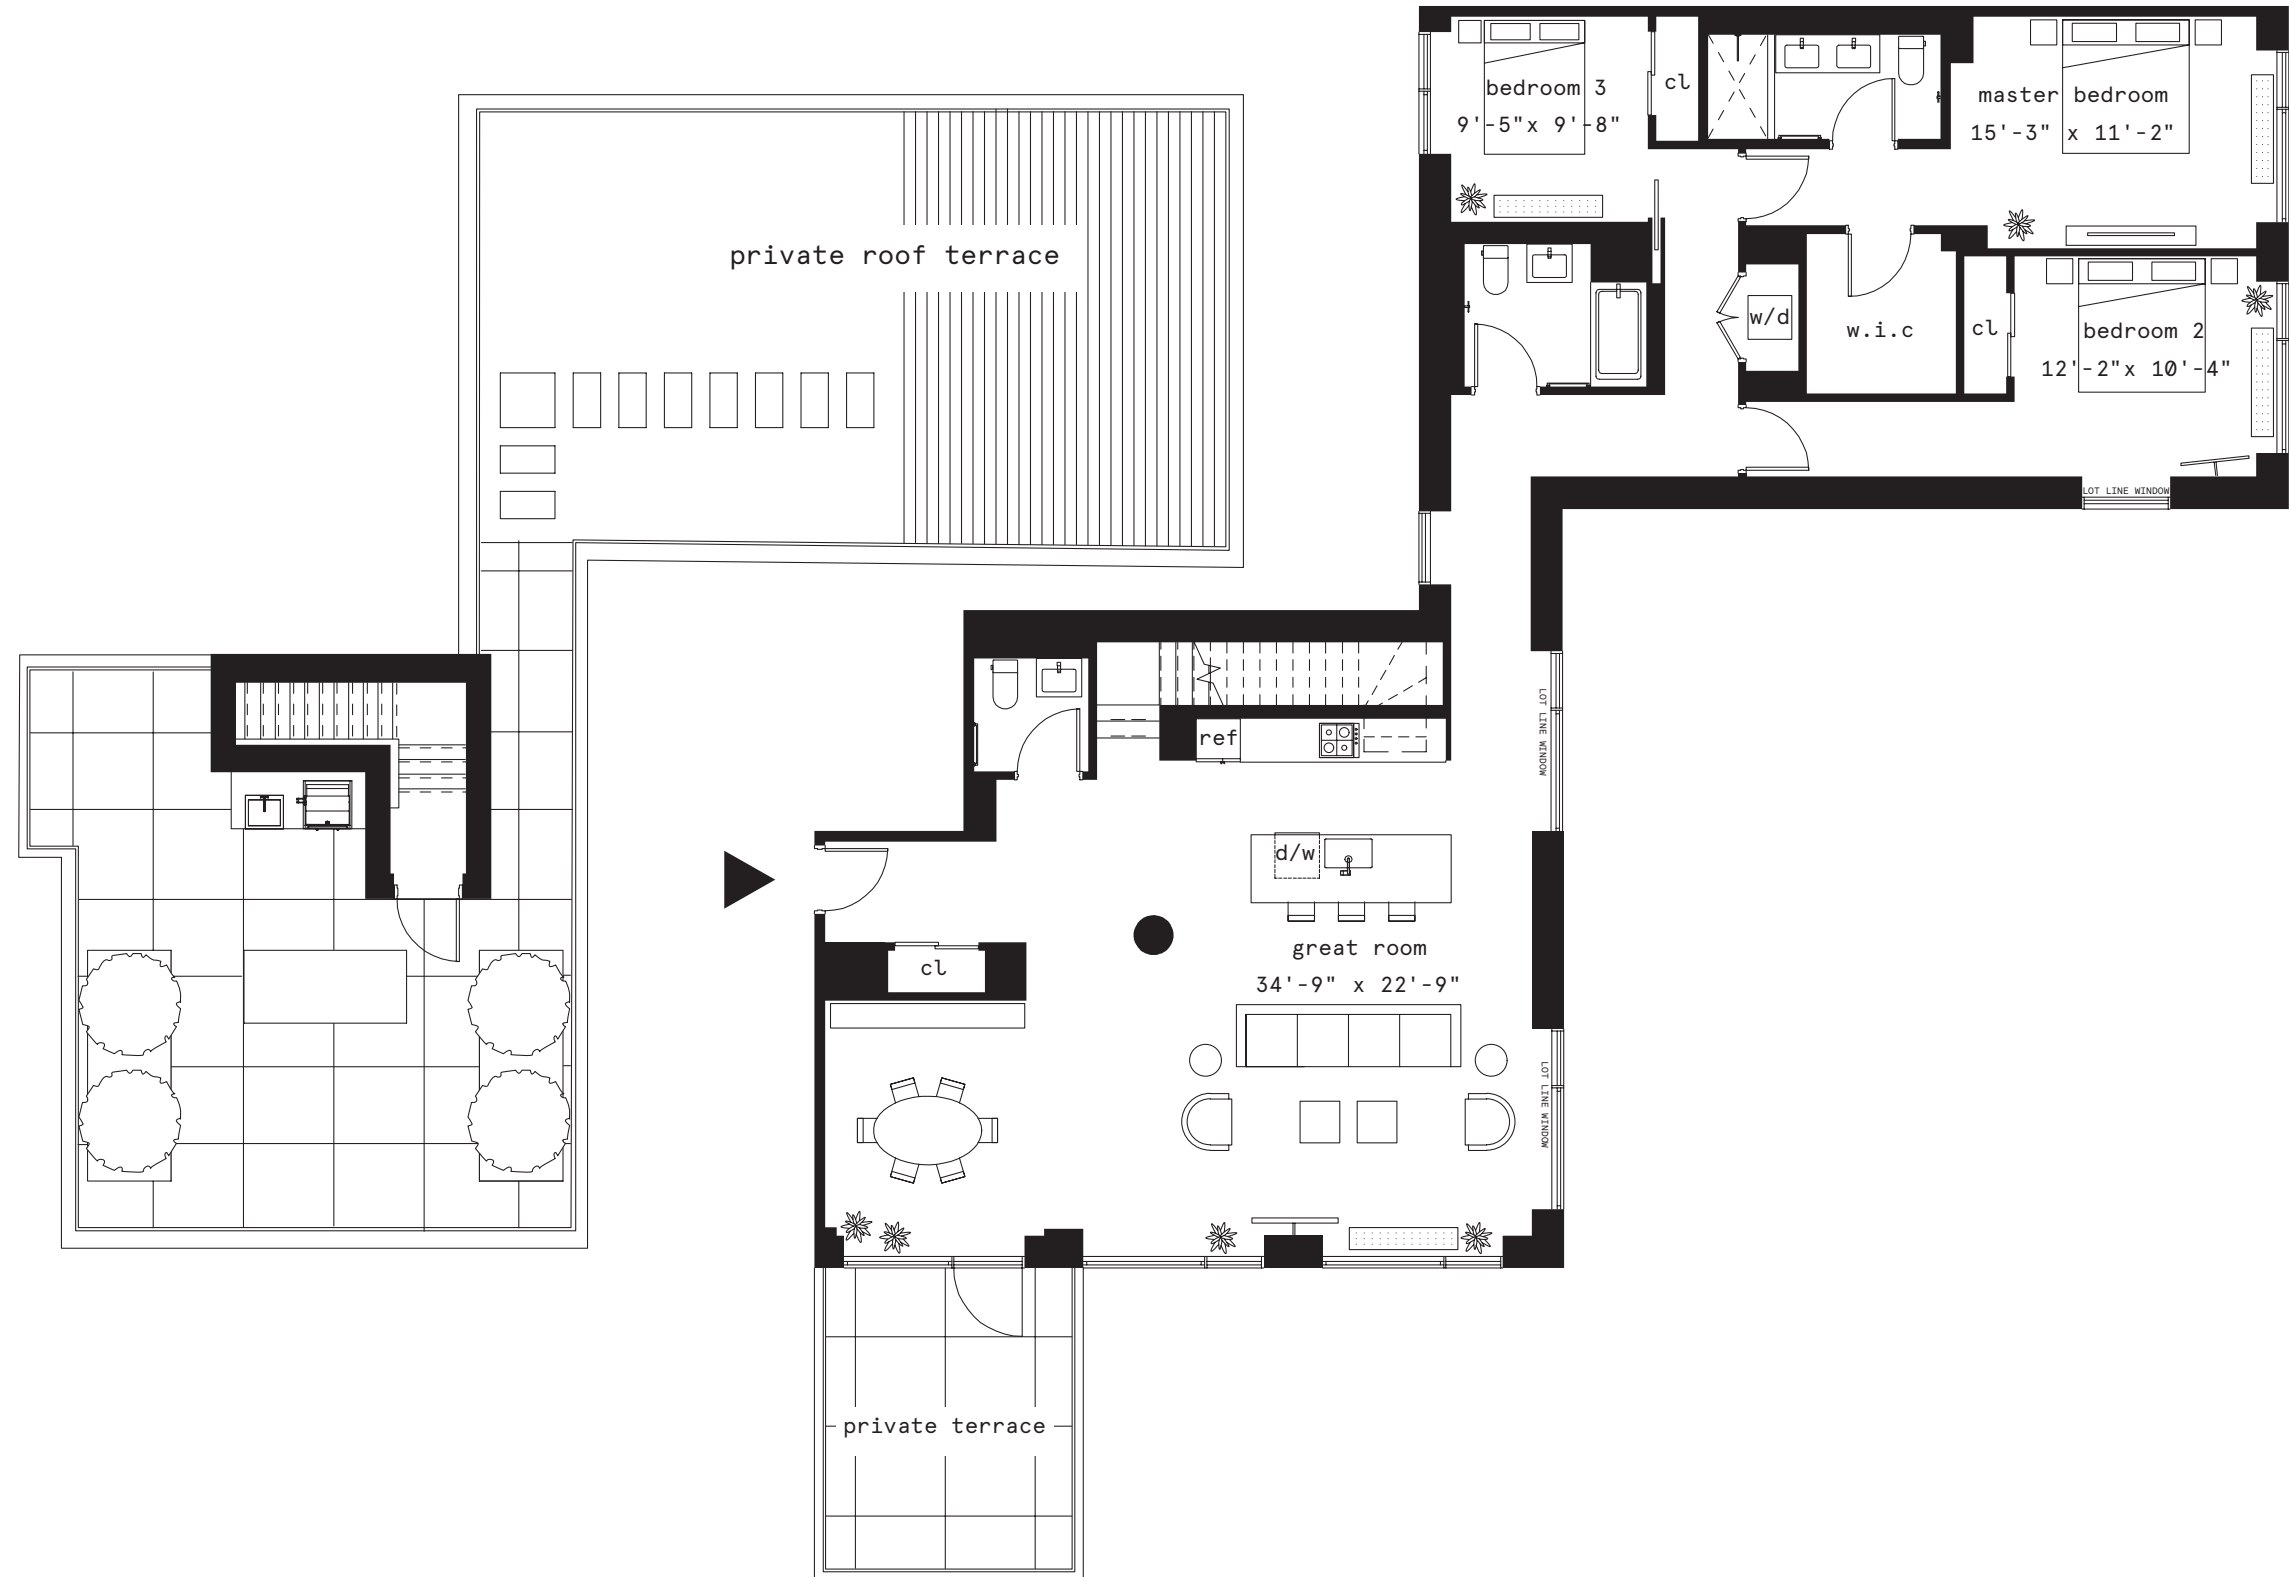 bedroom 3
9'-5"x 9'-8"
cl
master bedroom
15'-3" x 11'-2"
private roof terrace
w/d
w.i.c
cl
bedroom 2
12'-2"x 10'-4"
LOT LINE WINDOW
LOT LINE WINDOW
ref
d/w
great room
34'-9" x 22'-9"
cl
LOT LINE WINDOW
private terrace